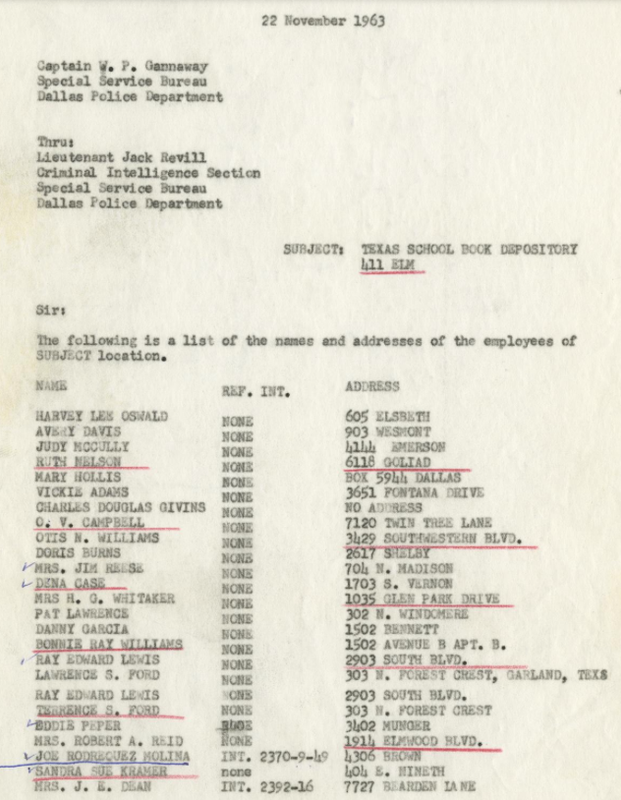 22 November 1963
Captain W. P. Gannaway
Special Service Bureau
Dallas Police Department
Thru:
Lieutenant Jack Revill
Criminal Intelligence Section
Special Service Bureau
Dallas Police Department
SUBJECT: TEXAS SCHOOL BOOK DEPOSITORY
411 ELM
Sir:
The following is a list of the names and addresses of the employees of
SUBJECT location.
NAME REF. INT. ADDRESS
HARVEY LEE OSWALD NONE 605 ELSBETH
AVERY DAVIS NONE 903 WESMONT
JUDY MCCULLY NONE 4144 EMERSON
RUTH NELSON NONE 6118 GOLIAD
MARY HOLLIS NONE BOX 5944 DALLAS
VICKIE ADAMS NONE 3651 FONTANA DRIVE
CHARLES DOUGLAS GIVINS NONE NO ADDRESS
O. V. CAMPBELL NONE 7120 TWIN TREE LANE
OTIS N. WILLIAMS NONE 3429 SOUTHWESTERN BLVD.
DORIS BURNS NONE 2617 SHELBY
MRS. JIM REESE NONE 704 N. MADISON
DENA CASE NONE 1703 S. VERNON
MRS H. G. WHITAKER NONE 1035 GLEN PARK DRIVE
PAT LAWRENCE NONE 302 N. WINDOMERE
DANNY GARCIA NONE 1502 BENNETT
BONNIE RAY WILLIAMS NONE 1502 AVENUE B APT. B.
RAY EDWARD LEWIS NONE 2903 SOUTH BLVD.
LAWRENCE S. FORD NONE 303 N. FOREST CREST, GARLAND, TEXS
RAY EDWARD LEWIS NONE 2903 SOUTH BLVD.
TERRENCE S. FORD NONE 303 N. FOREST CREST
EDDIE PEPER 3402 MUNGER
MRS. ROBERT A. REID NONE 1914 ELMWOOD BLVD.
JOE RODREQUEZ MOLINA INT. 2370-9-49 4306 BROWN
SANDRA SUE KRAMER none 404 E. NINETH
MRS. J. E. DEAN INT. 2392-16 7727 BEARDEN LANE